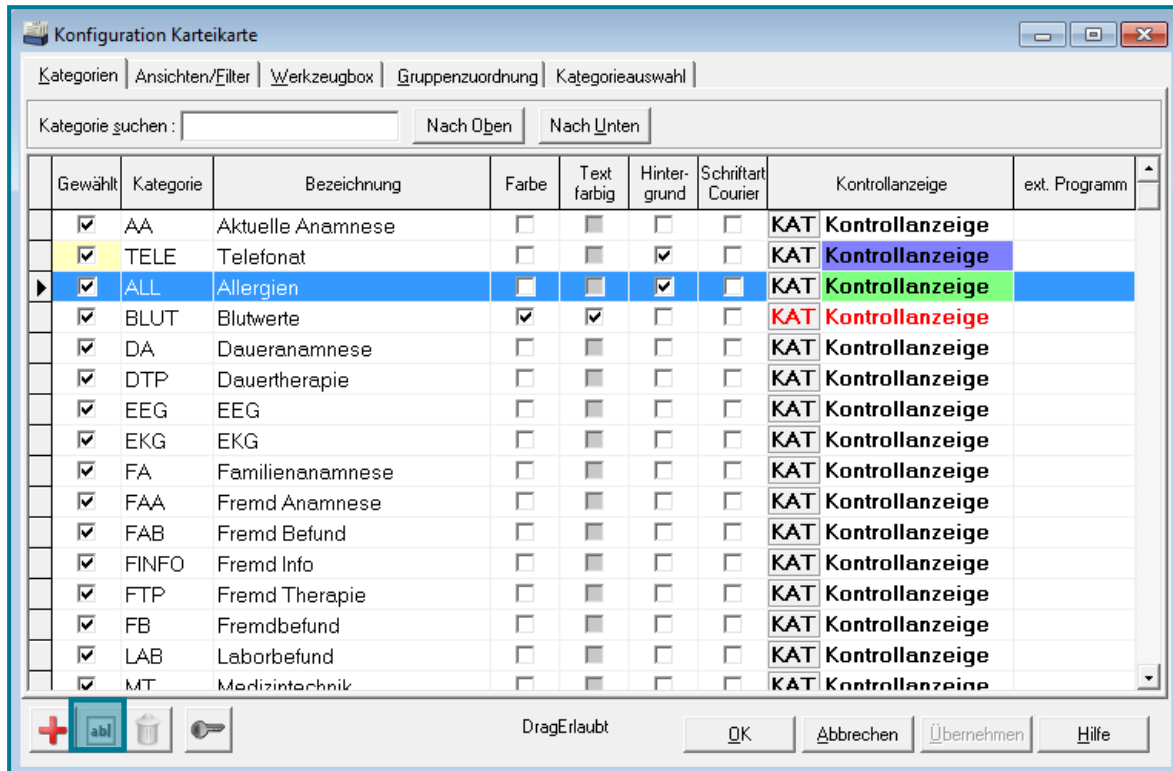 Konfiguration Karteikarte
Kategorien Ansichten/Filter Werkzeugbox Gruppenzuordnung Kategorieauswahl
Kategorie suchen : Nach Oben Nach Unten
Gewählt Kategorie Bezeichnung Farbe Text farbig Hinter-grund Schriftart Courier Kontrollanzeige ext. Programm
AA Aktuelle Anamnese KAT Kontrollanzeige
TELE Telefonat KAT Kontrollanzeige
ALL Allergien KAT Kontrollanzeige
BLUT Blutwerte KAT Kontrollanzeige
DA Daueranamnese KAT Kontrollanzeige
DTP Dauertherapie KAT Kontrollanzeige
EEG EEG KAT Kontrollanzeige
EKG EKG KAT Kontrollanzeige
FA Familienanamnese KAT Kontrollanzeige
FAA Fremd Anamnese KAT Kontrollanzeige
FAB Fremd Befund KAT Kontrollanzeige
FINFO Fremd Info KAT Kontrollanzeige
FTP Fremd Therapie KAT Kontrollanzeige
FB Fremdbefund KAT Kontrollanzeige
LAB Laborbefund KAT Kontrollanzeige
MT Medizintechnik KAT Kontrollanzeige
abl DragErlaubt OK Abbrechen Übernehmen Hilfe